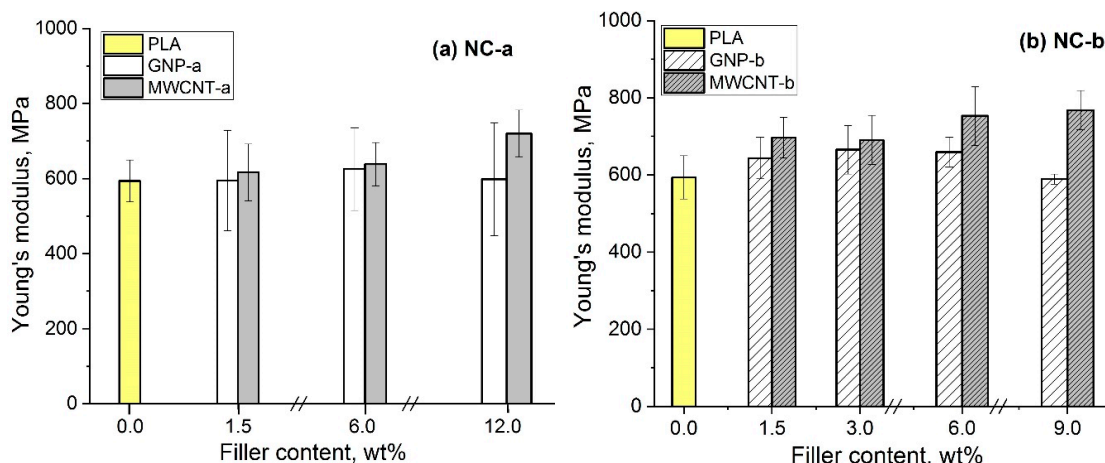 (a) NC-a
PLA
GNP-a
MWCNT-a
Young's modulus, MPa
1000
800
600
400
200
0
0.0 1.5 6.0 12.0
Filler content, wt%
(b) NC-b
PLA
GNP-b
MWCNT-b
Young's modulus, MPa
1000
800
600
400
200
0
0.0 1.5 3.0 6.0 9.0
Filler content, wt%